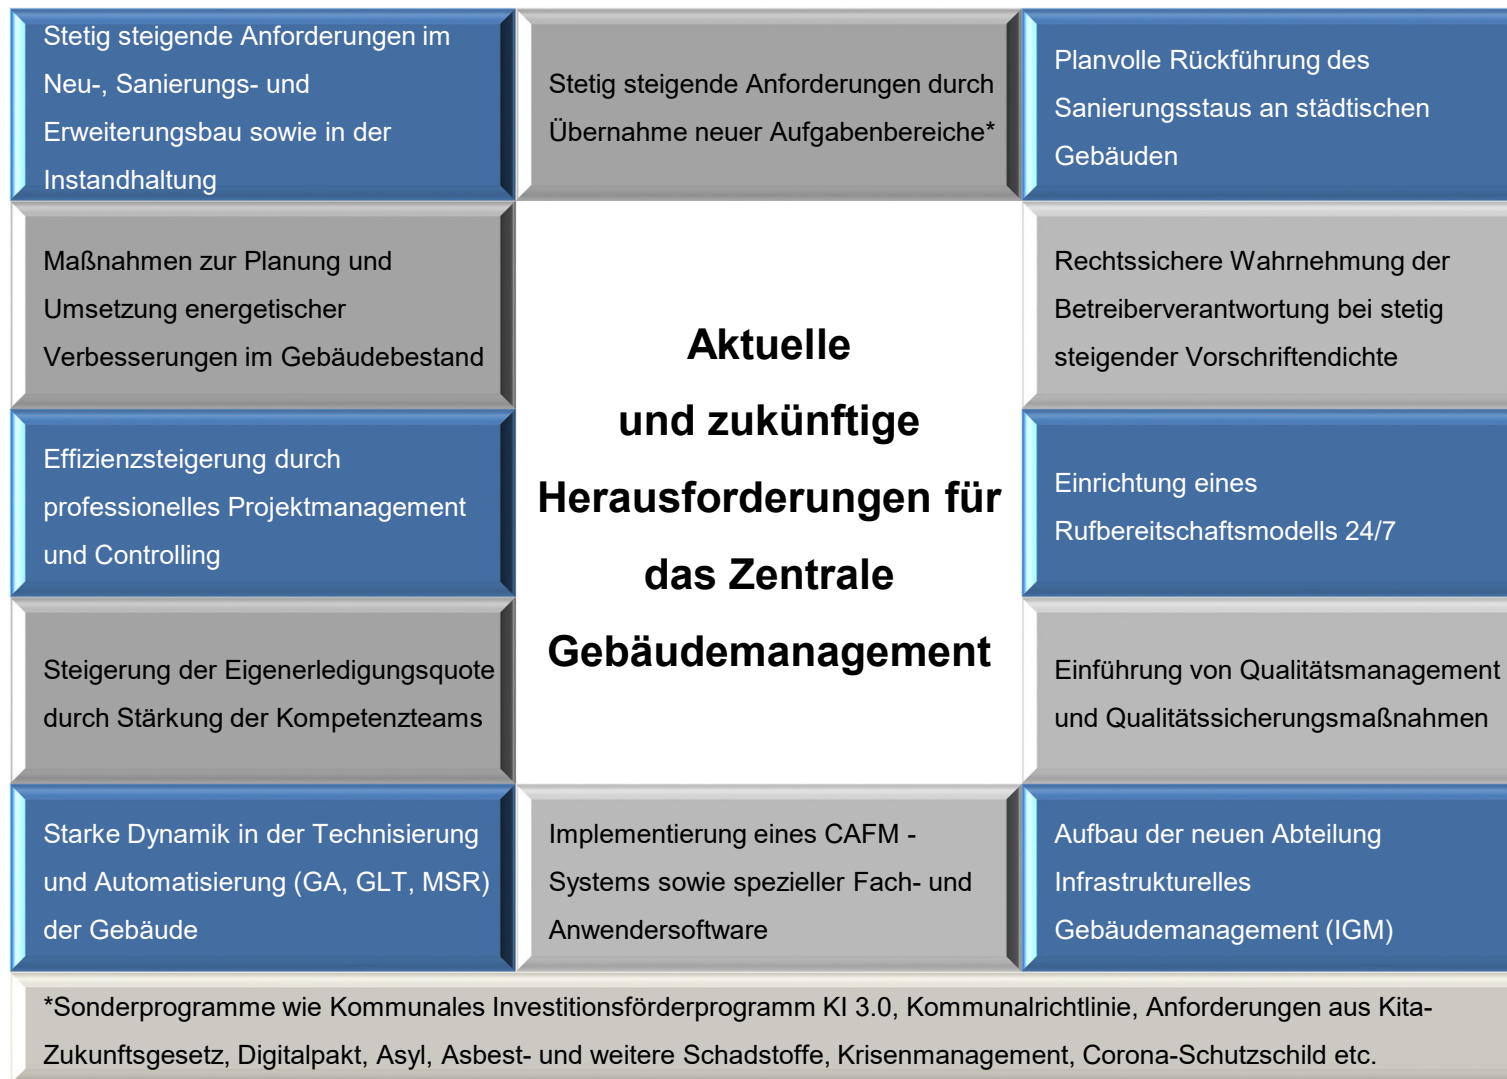 Stetig steigende Anforderungen im
Neu-, Sanierungs- und
Erweiterungsbau sowie in der
Instandhaltung
Stetig steigende Anforderungen durch
Übernahme neuer Aufgabenbereiche*
Planvolle Rückführung des
Sanierungsstaus an städtischen
Gebäuden
Maßnahmen zur Planung und
Umsetzung energetischer
Verbesserungen im Gebäudebestand
Aktuelle
und zukünftige
Herausforderungen für
das Zentrale
Gebäudemanagement
Rechtssichere Wahrnehmung der
Betreiberverantwortung bei stetig
steigender Vorschriftendichte
Effizienzsteigerung durch
professionelles Projektmanagement
und Controlling
Einrichtung eines
Rufbereitschaftsmodells 24/7
Steigerung der Eigenerledigungsquote
durch Stärkung der Kompetenzteams
Einführung von Qualitätsmanagement
und Qualitätssicherungsmaßnahmen
Starke Dynamik in der Technisierung
und Automatisierung (GA, GLT, MSR)
der Gebäude
Implementierung eines CAFM -
Systems sowie spezieller Fach- und
Anwendersoftware
Aufbau der neuen Abteilung
Infrastrukturelles
Gebäudemanagement (IGM)
*Sonderprogramme wie Kommunales Investitionsförderprogramm KI 3.0, Kommunalrichtlinie, Anforderungen aus Kita-
Zukunftsgesetz, Digitalpakt, Asyl, Asbest- und weitere Schadstoffe, Krisenmanagement, Corona-Schutzschild etc.